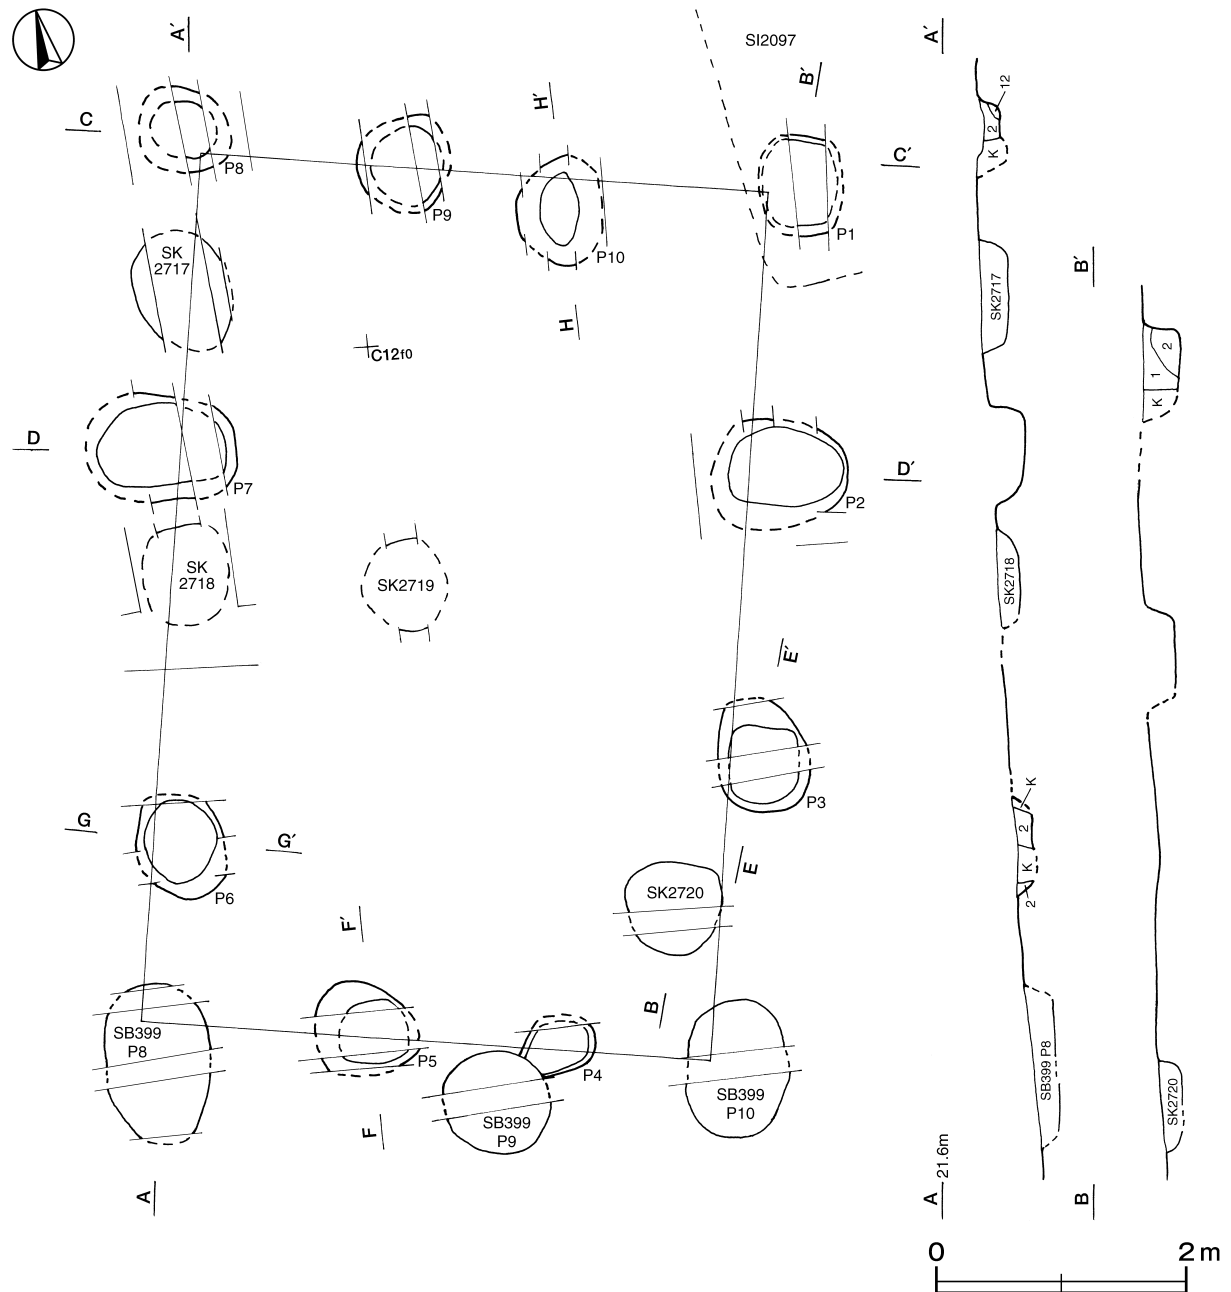 A′
SI2097
B′
A′
H′
C
C′
12
2
K
P8
P9
P10
P1
SK
2717
SK2717
B′
H
C12f0
2
1
K
D
D′
P7
P2
SK
2718
SK2719
SK2718
E′
P3
K
2
K
2
G
G′
P6
E
SK2720
F′
B
SB399
P8
P5
P4
SB399
P9
SB399
P10
SB399 P8
SK2720
F
A
A
21.6m
B
0
2m